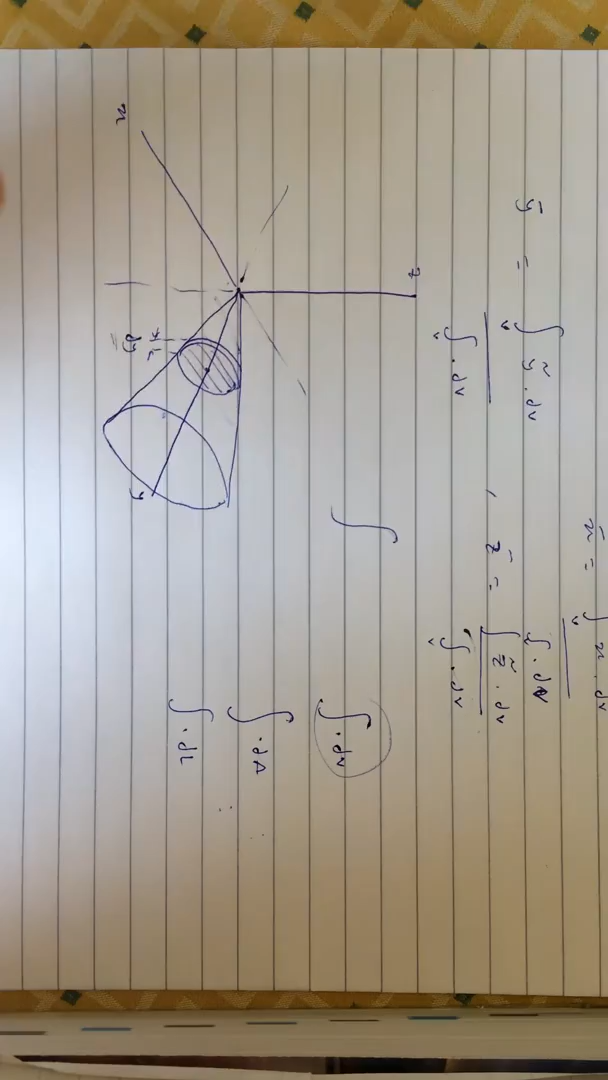 x̄ = ∫ᵥ x̃ . dv
∫ᵥ . dv
ȳ = ∫ᵥ ỹ . dv , z̄ = ∫ᵥ z̃ . dv
∫ᵥ . dv ∫ᵥ . dv
z
∫ ∫ . dv
∫ . dA
∫ . dL
dy
y
x